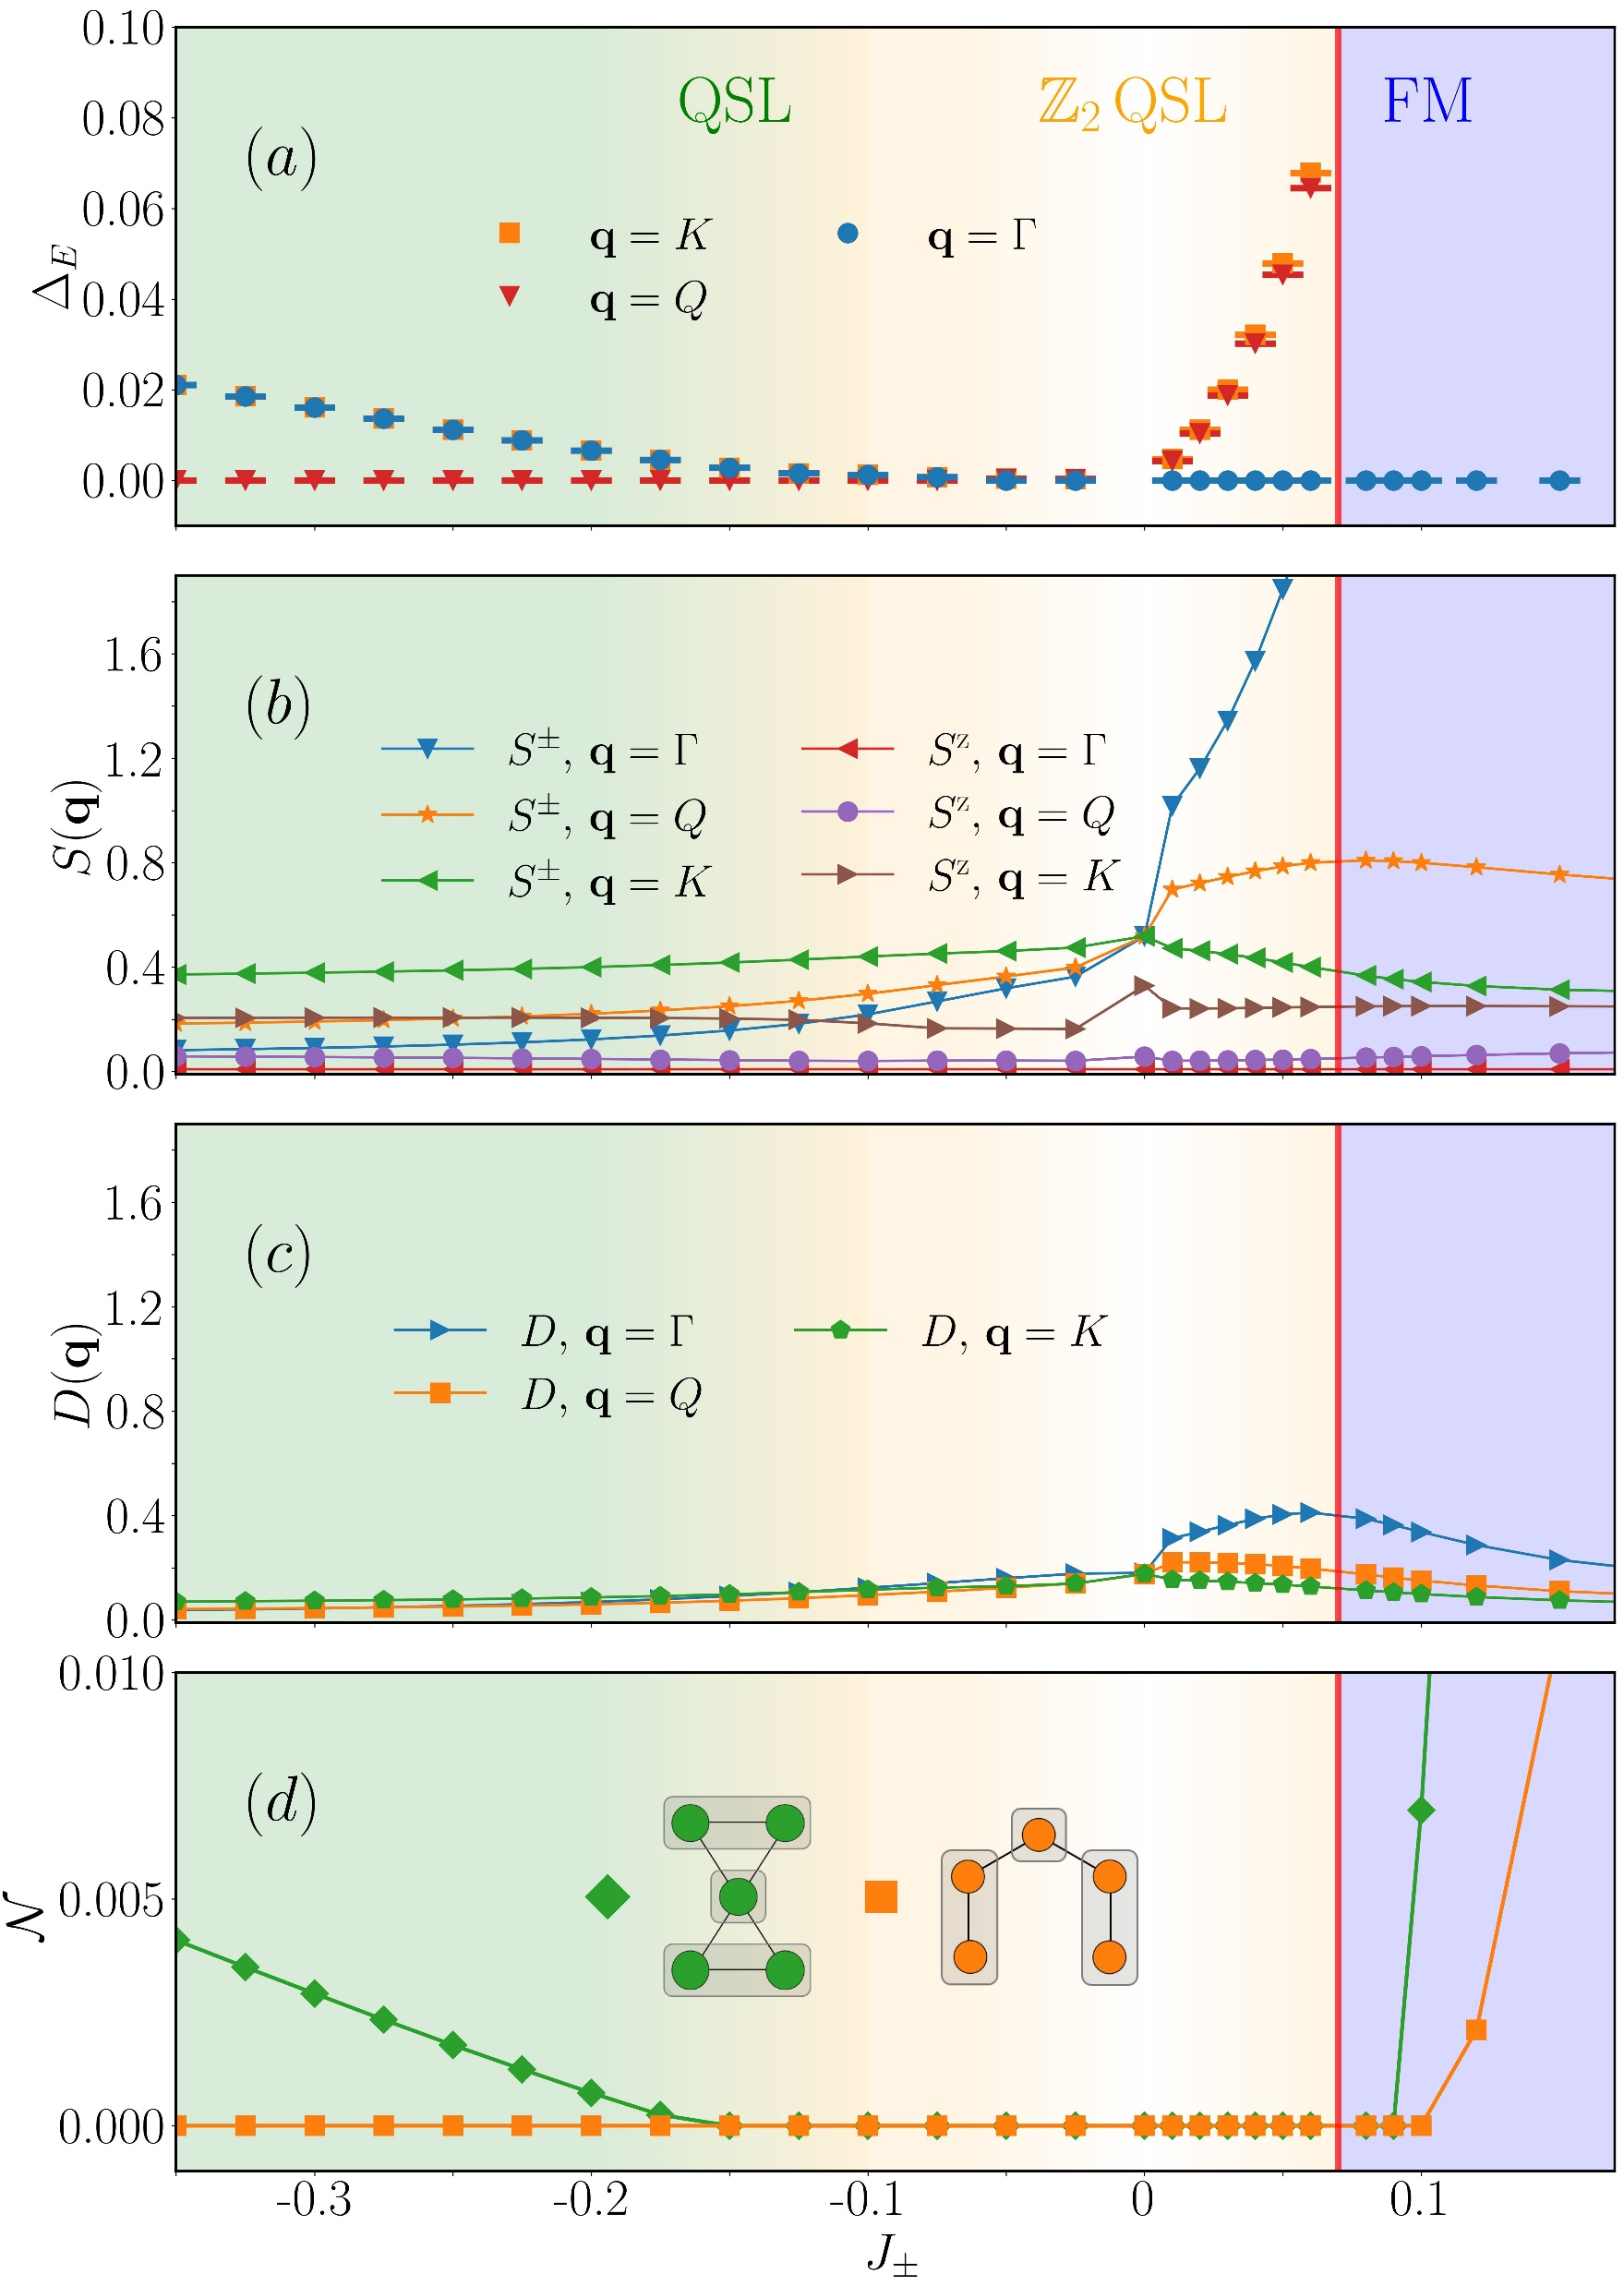 0.10
QSL
ℤ₂ QSL
FM
0.08
(a)
0.06
q = K
q = Γ
Δ_E
0.04
q = Q
0.02
0.00
1.6
(b)
S^±, q = Γ
S^z, q = Γ
1.2
S^±, q = Q
S^z, q = Q
S(q)
0.8
S^±, q = K
S^z, q = K
0.4
0.0
1.6
(c)
1.2
D, q = Γ
D, q = K
D(q)
0.8
D, q = Q
0.4
0.0
0.010
(d)
𝒩
0.005
0.000
-0.3 -0.2 -0.1 0 0.1
J_±